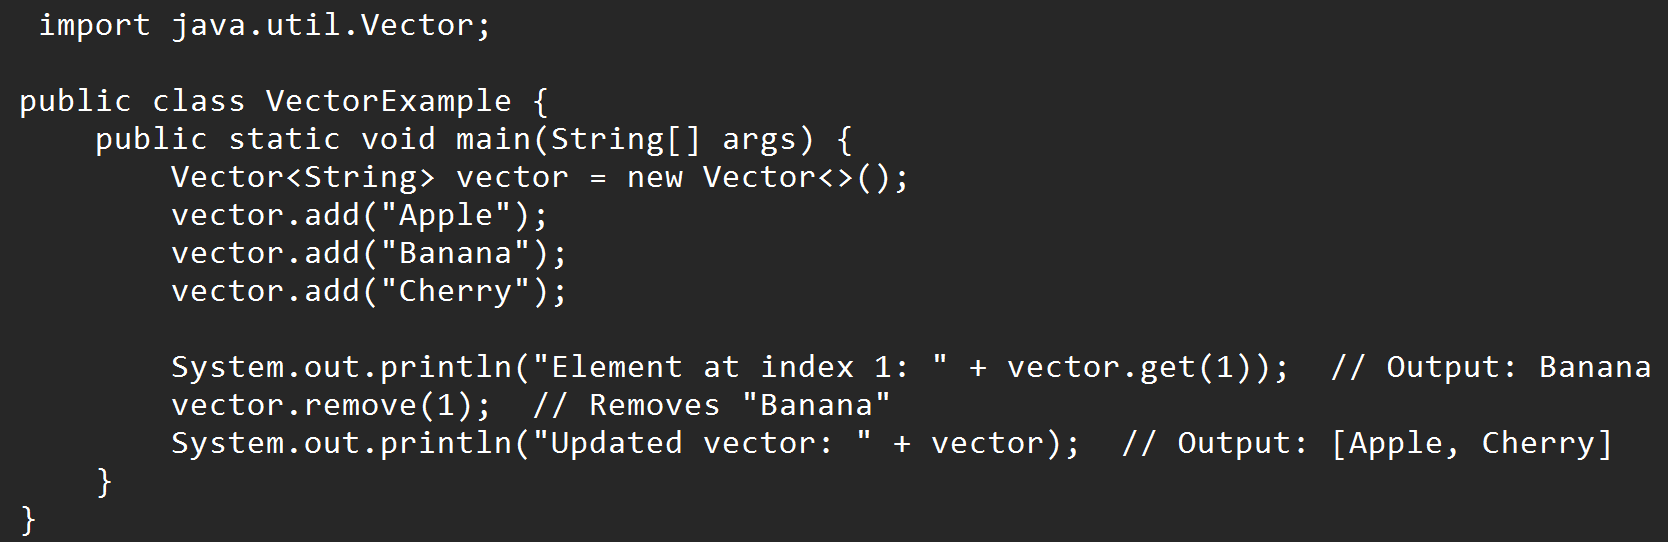 import java.util.Vector;
public class VectorExample {
    public static void main(String[] args) {
        Vector<String> vector = new Vector<>();
        vector.add("Apple");
        vector.add("Banana");
        vector.add("Cherry");
        System.out.println("Element at index 1: " + vector.get(1));  // Output: Banana
        vector.remove(1);  // Removes "Banana"
        System.out.println("Updated vector: " + vector);  // Output: [Apple, Cherry]
    }
}